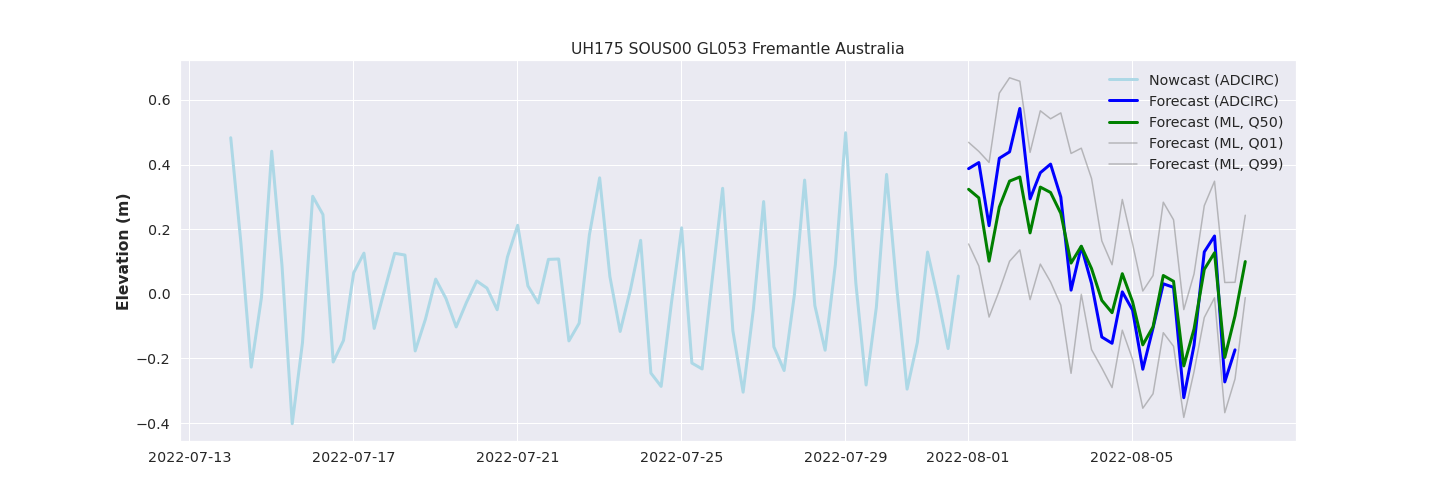 UH175 SOUS00 GL053 Fremantle Australia
Nowcast (ADCIRC)
Forecast (ADCIRC)
Forecast (ML, Q50)
Forecast (ML, Q01)
Forecast (ML, Q99)
Elevation (m)
0.6
0.4
0.2
0.0
−0.2
−0.4
2022-07-13 2022-07-17 2022-07-21 2022-07-25 2022-07-29 2022-08-01 2022-08-05